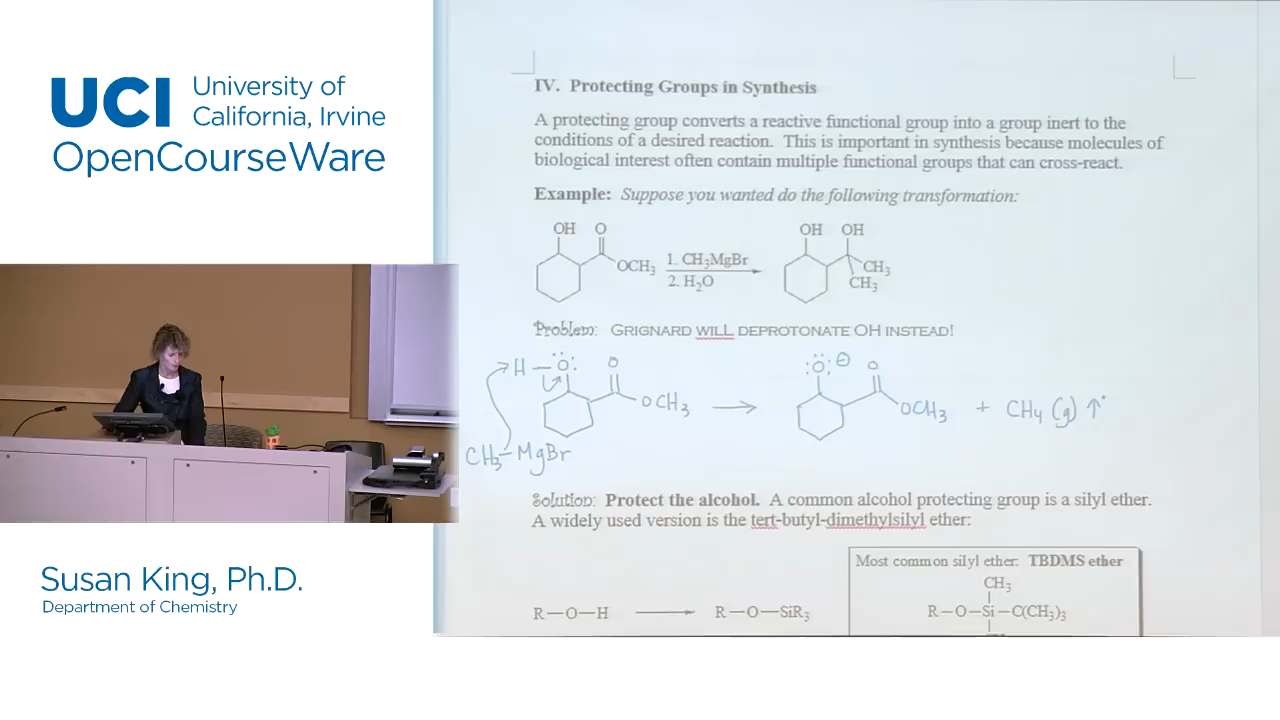 UCI University of
California, Irvine
OpenCourseWare
IV. Protecting Groups in Synthesis
A protecting group converts a reactive functional group into a group inert to the
conditions of a desired reaction. This is important in synthesis because molecules of
biological interest often contain multiple functional groups that can cross-react.
Example: Suppose you wanted do the following transformation:
OH O OH OH
OCH3 1. CH3MgBr CH3
2. H2O CH3
Problem: GRIGNARD WILL DEPROTONATE OH INSTEAD!
H – :Ö: O :Ö:⊖ O
OCH3 → OCH3 + CH4 (g) ↑
CH3–MgBr
Solution: Protect the alcohol. A common alcohol protecting group is a silyl ether.
A widely used version is the tert-butyl-dimethylsilyl ether:
Most common silyl ether: TBDMS ether
CH3
R—O—H → R—O—SiR3 R—O—Si—C(CH3)3
Susan King, Ph.D.
Department of Chemistry